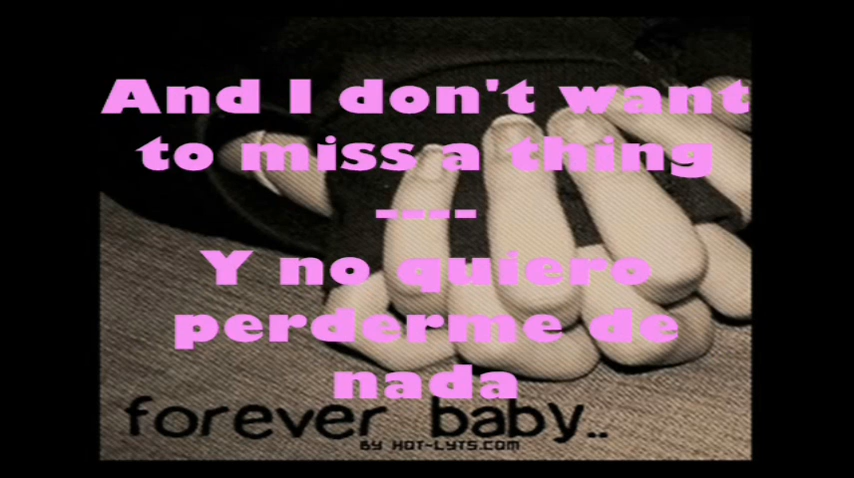 And I don't want
to miss a thing
----
Y no quiero
perderme de
nada
forever baby..
BY HOT-LYTS.COM